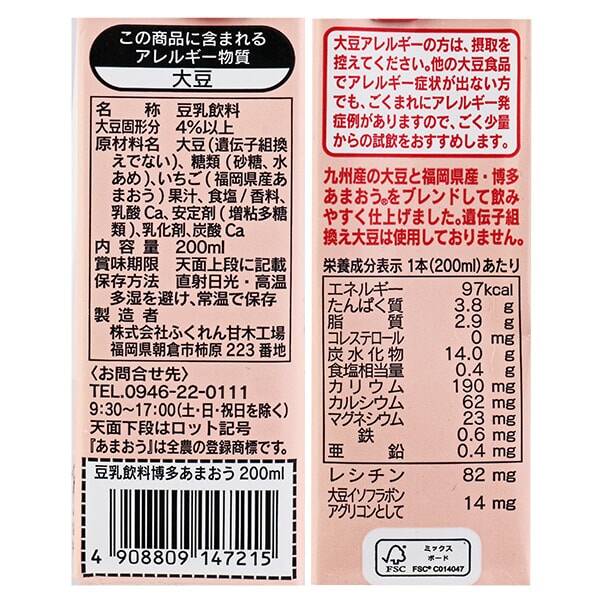 この商品に含まれる
アレルギー物質
大豆
名称 豆乳飲料
大豆固形分 4%以上
原材料名 大豆(遺伝子組換
えでない)、糖類(砂糖、水
あめ)、いちご(福岡県産あ
まおう)果汁、食塩/香料、
乳酸Ca、安定剤(増粘多糖
類)、乳化剤、炭酸Ca
内容量 200ml
賞味期限 天面上段に記載
保存方法 直射日光・高温
多湿を避け、常温で保存
製造者
株式会社ふくれん甘木工場
福岡県朝倉市柿原223番地
〈お問合せ先〉
TEL.0946-22-0111
9:30〜17:00(土・日・祝日を除く)
天面下段はロット記号
『あまおう』は全農の登録商標です。
豆乳飲料博多あまおう 200ml
4 908809 147215
大豆アレルギーの方は、摂取を
控えてください。他の大豆食品
でアレルギー症状が出ない方
でも、ごくまれにアレルギー発
症例がありますので、ごく少量
からの試飲をおすすめします。
九州産の大豆と福岡県産・博多
あまおう®をブレンドして飲み
やすく仕上げました。遺伝子組
換え大豆は使用しておりません。
栄養成分表示 1本(200ml)あたり
エネルギー 97kcal
たんぱく質 3.8 g
脂質 2.9 g
コレステロール 0 mg
炭水化物 14.0 g
食塩相当量 0.4 g
カリウム 190 mg
カルシウム 62 mg
マグネシウム 23 mg
鉄 0.6 mg
亜鉛 0.4 mg
レシチン 82 mg
大豆イソフラボン
アグリコンとして 14 mg
FSC
ミックス
ボード
FSC® C014047